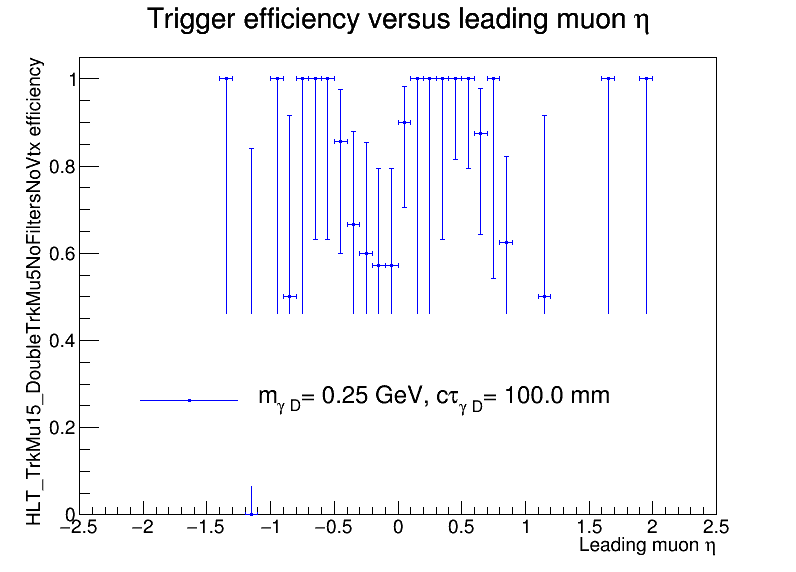 Trigger efficiency versus leading muon η
HLT_TrkMu15_DoubleTrkMu5NoFiltersNoVtx efficiency
1
0.8
0.6
0.4
0.2
0
m_γ D= 0.25 GeV, cτ_γ D= 100.0 mm
−2.5 −2 −1.5 −1 −0.5 0 0.5 1 1.5 2 2.5
Leading muon η